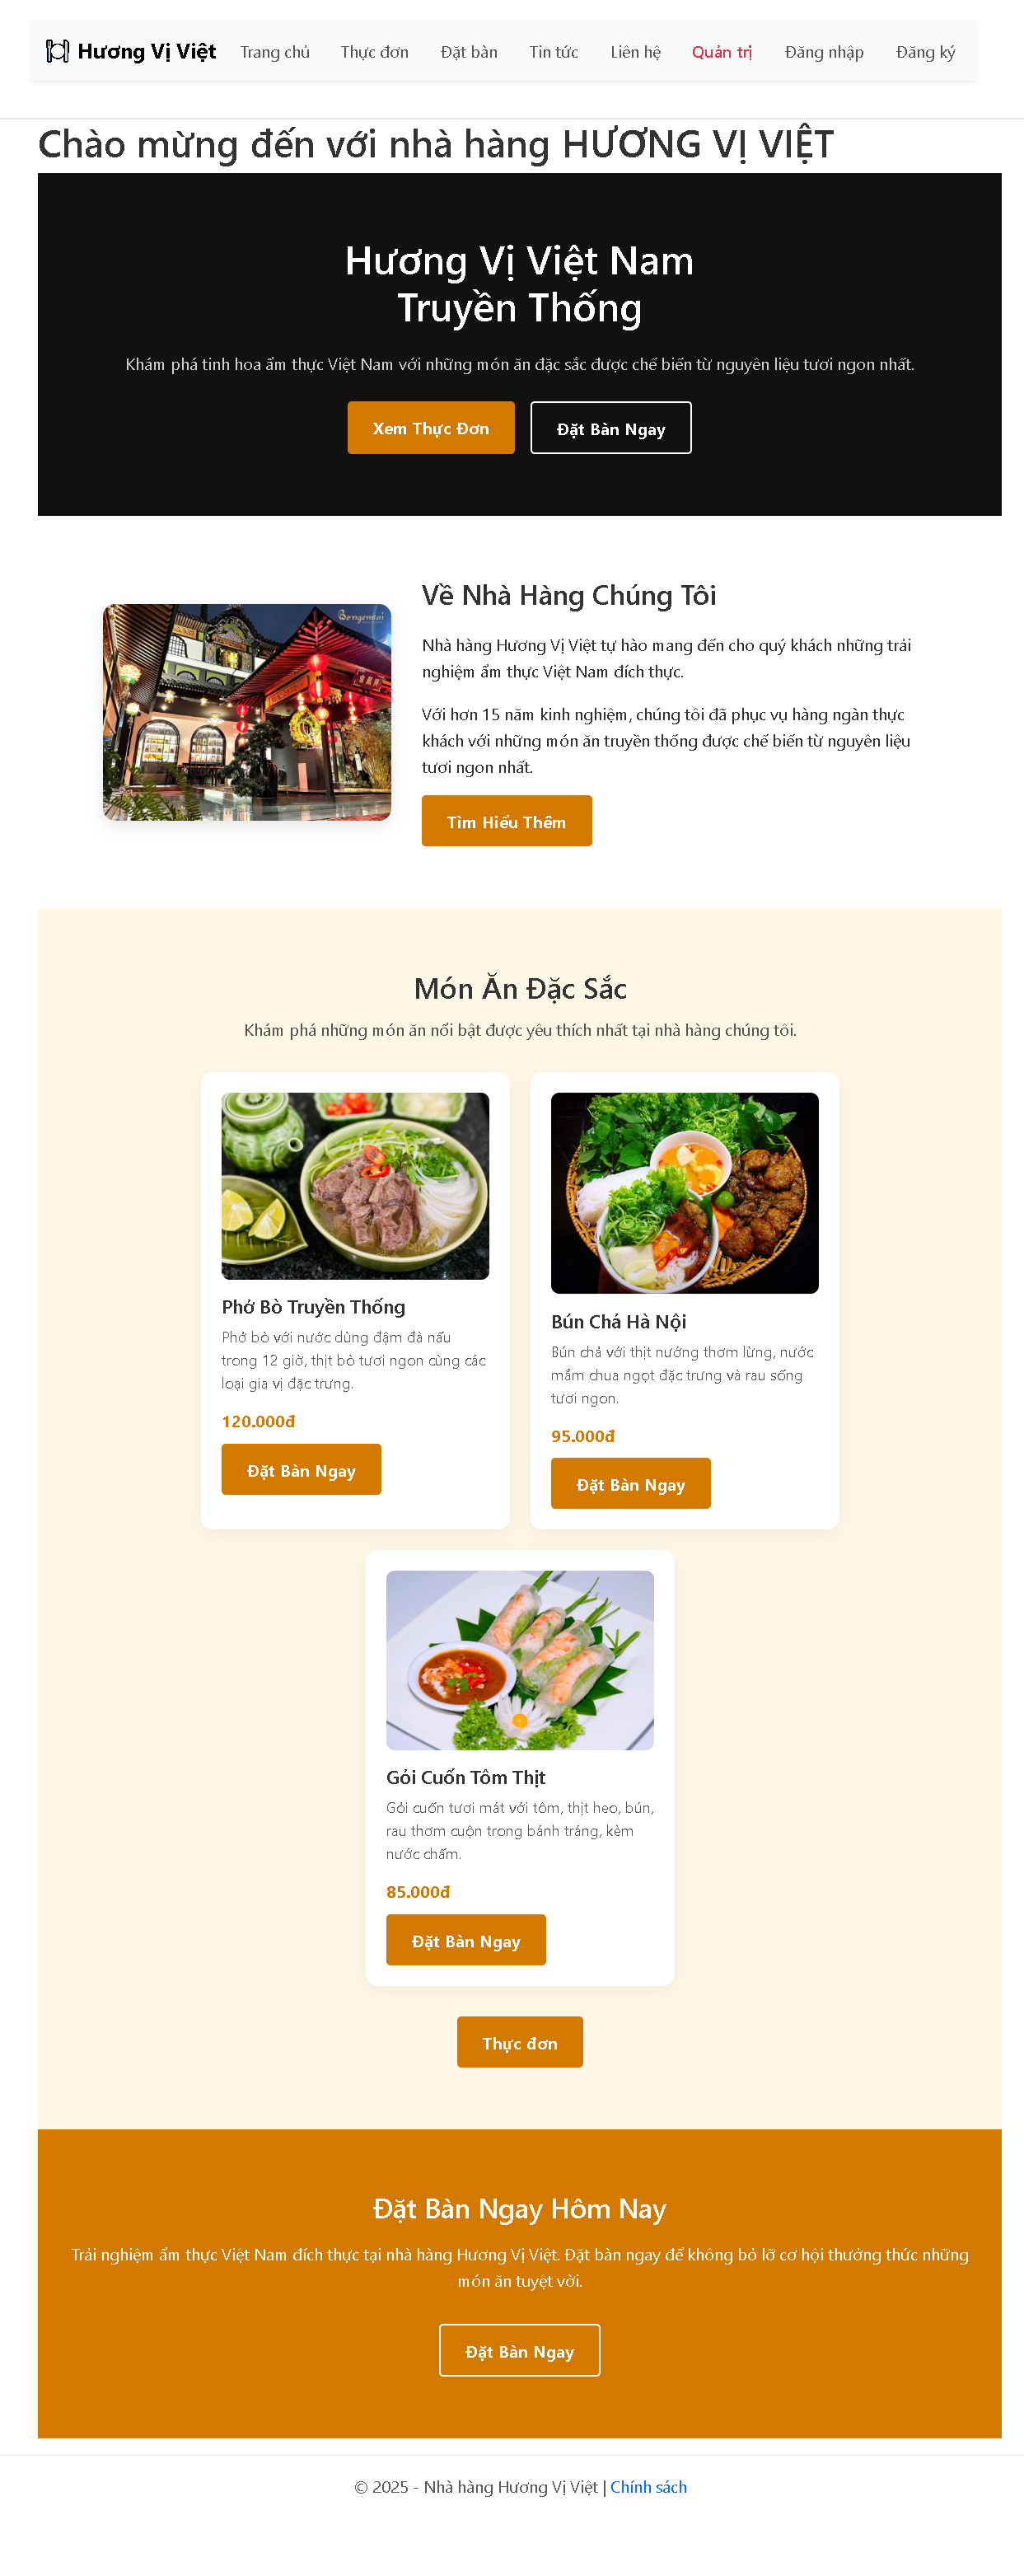 Hương Vị Việt Trang chủ Thực đơn Đặt bàn Tin tức Liên hệ Quản trị Đăng nhập Đăng ký
Chào mừng đến với nhà hàng HƯƠNG VỊ VIỆT
Hương Vị Việt Nam
Truyền Thống
Khám phá tinh hoa ẩm thực Việt Nam với những món ăn đặc sắc được chế biến từ nguyên liệu tươi ngon nhất.
Xem Thực Đơn Đặt Bàn Ngay
Về Nhà Hàng Chúng Tôi
Nhà hàng Hương Vị Việt tự hào mang đến cho quý khách những trải
nghiệm ẩm thực Việt Nam đích thực.
Với hơn 15 năm kinh nghiệm, chúng tôi đã phục vụ hàng ngàn thực
khách với những món ăn truyền thống được chế biến từ nguyên liệu
tươi ngon nhất.
Tìm Hiểu Thêm
Món Ăn Đặc Sắc
Khám phá những món ăn nổi bật được yêu thích nhất tại nhà hàng chúng tôi.
Phở Bò Truyền Thống
Phở bò với nước dùng đậm đà nấu
trong 12 giờ, thịt bò tươi ngon cùng các
loại gia vị đặc trưng.
120.000đ
Đặt Bàn Ngay
Bún Chả Hà Nội
Bún chả với thịt nướng thơm lừng, nước
mắm chua ngọt đặc trưng và rau sống
tươi ngon.
95.000đ
Đặt Bàn Ngay
Gỏi Cuốn Tôm Thịt
Gỏi cuốn tươi mát với tôm, thịt heo, bún,
rau thơm cuộn trong bánh tráng, kèm
nước chấm.
85.000đ
Đặt Bàn Ngay
Thực đơn
Đặt Bàn Ngay Hôm Nay
Trải nghiệm ẩm thực Việt Nam đích thực tại nhà hàng Hương Vị Việt. Đặt bàn ngay để không bỏ lỡ cơ hội thưởng thức những
món ăn tuyệt vời.
Đặt Bàn Ngay
© 2025 - Nhà hàng Hương Vị Việt | Chính sách